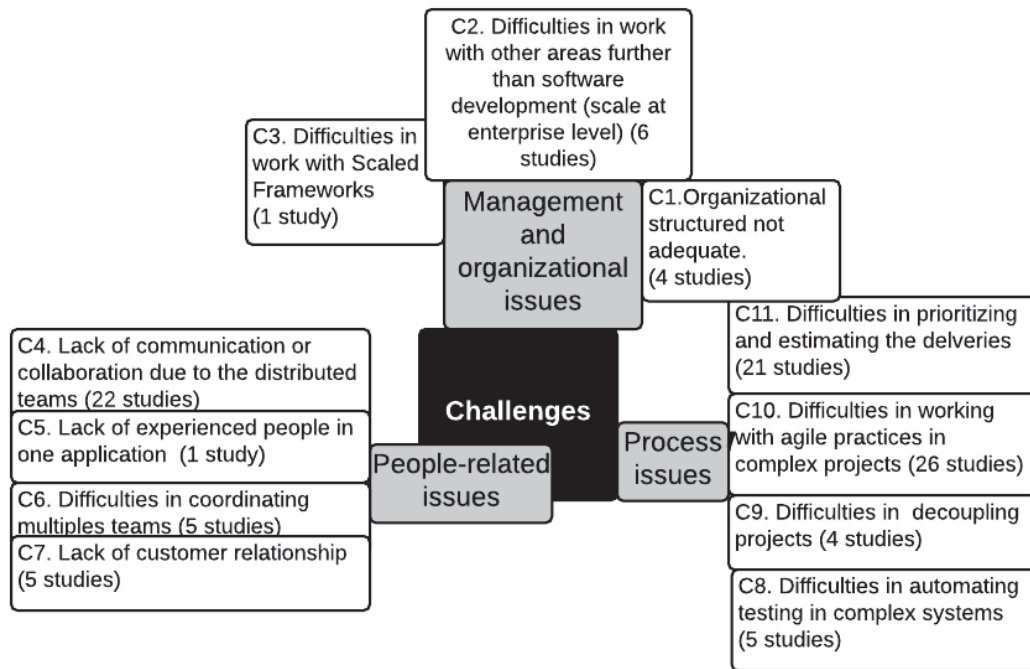 C2. Difficulties in work
with other areas further
than software
development (scale at
enterprise level) (6
studies)
C3. Difficulties in
work with Scaled
Frameworks
(1 study)
Management
and
organizational
issues
C1.Organizational
structured not
adequate.
(4 studies)
C11. Difficulties in prioritizing
and estimating the delveries
(21 studies)
C4. Lack of communication or
collaboration due to the distributed
teams (22 studies)
C5. Lack of experienced people in
one application (1 study)
C6. Difficulties in coordinating
multiples teams (5 studies)
C7. Lack of customer relationship
(5 studies)
Challenges
People-related
issues
Process
issues
C10. Difficulties in working
with agile practices in
complex projects (26 studies)
C9. Difficulties in decoupling
projects (4 studies)
C8. Difficulties in automating
testing in complex systems
(5 studies)